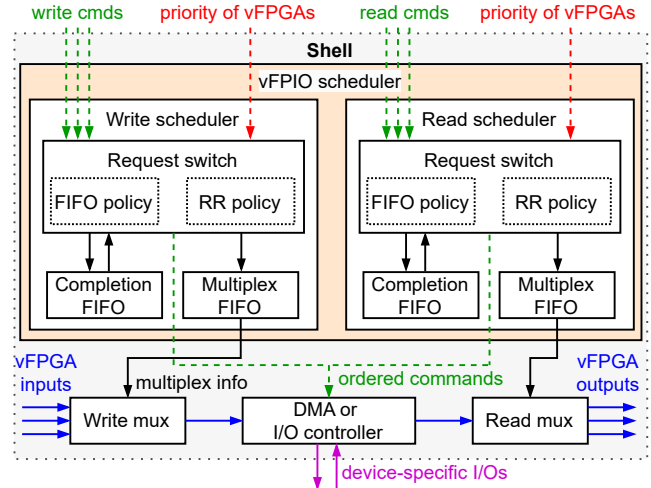 write cmds
priority of vFPGAs
read cmds
priority of vFPGAs
Shell
vFPIO scheduler
Write scheduler
Read scheduler
Request switch
Request switch
FIFO policy
RR policy
FIFO policy
RR policy
Completion
FIFO
Multiplex
FIFO
Completion
FIFO
Multiplex
FIFO
vFPGA
inputs
multiplex info
ordered commands
vFPGA
outputs
Write mux
DMA or
I/O controller
Read mux
device-specific I/Os